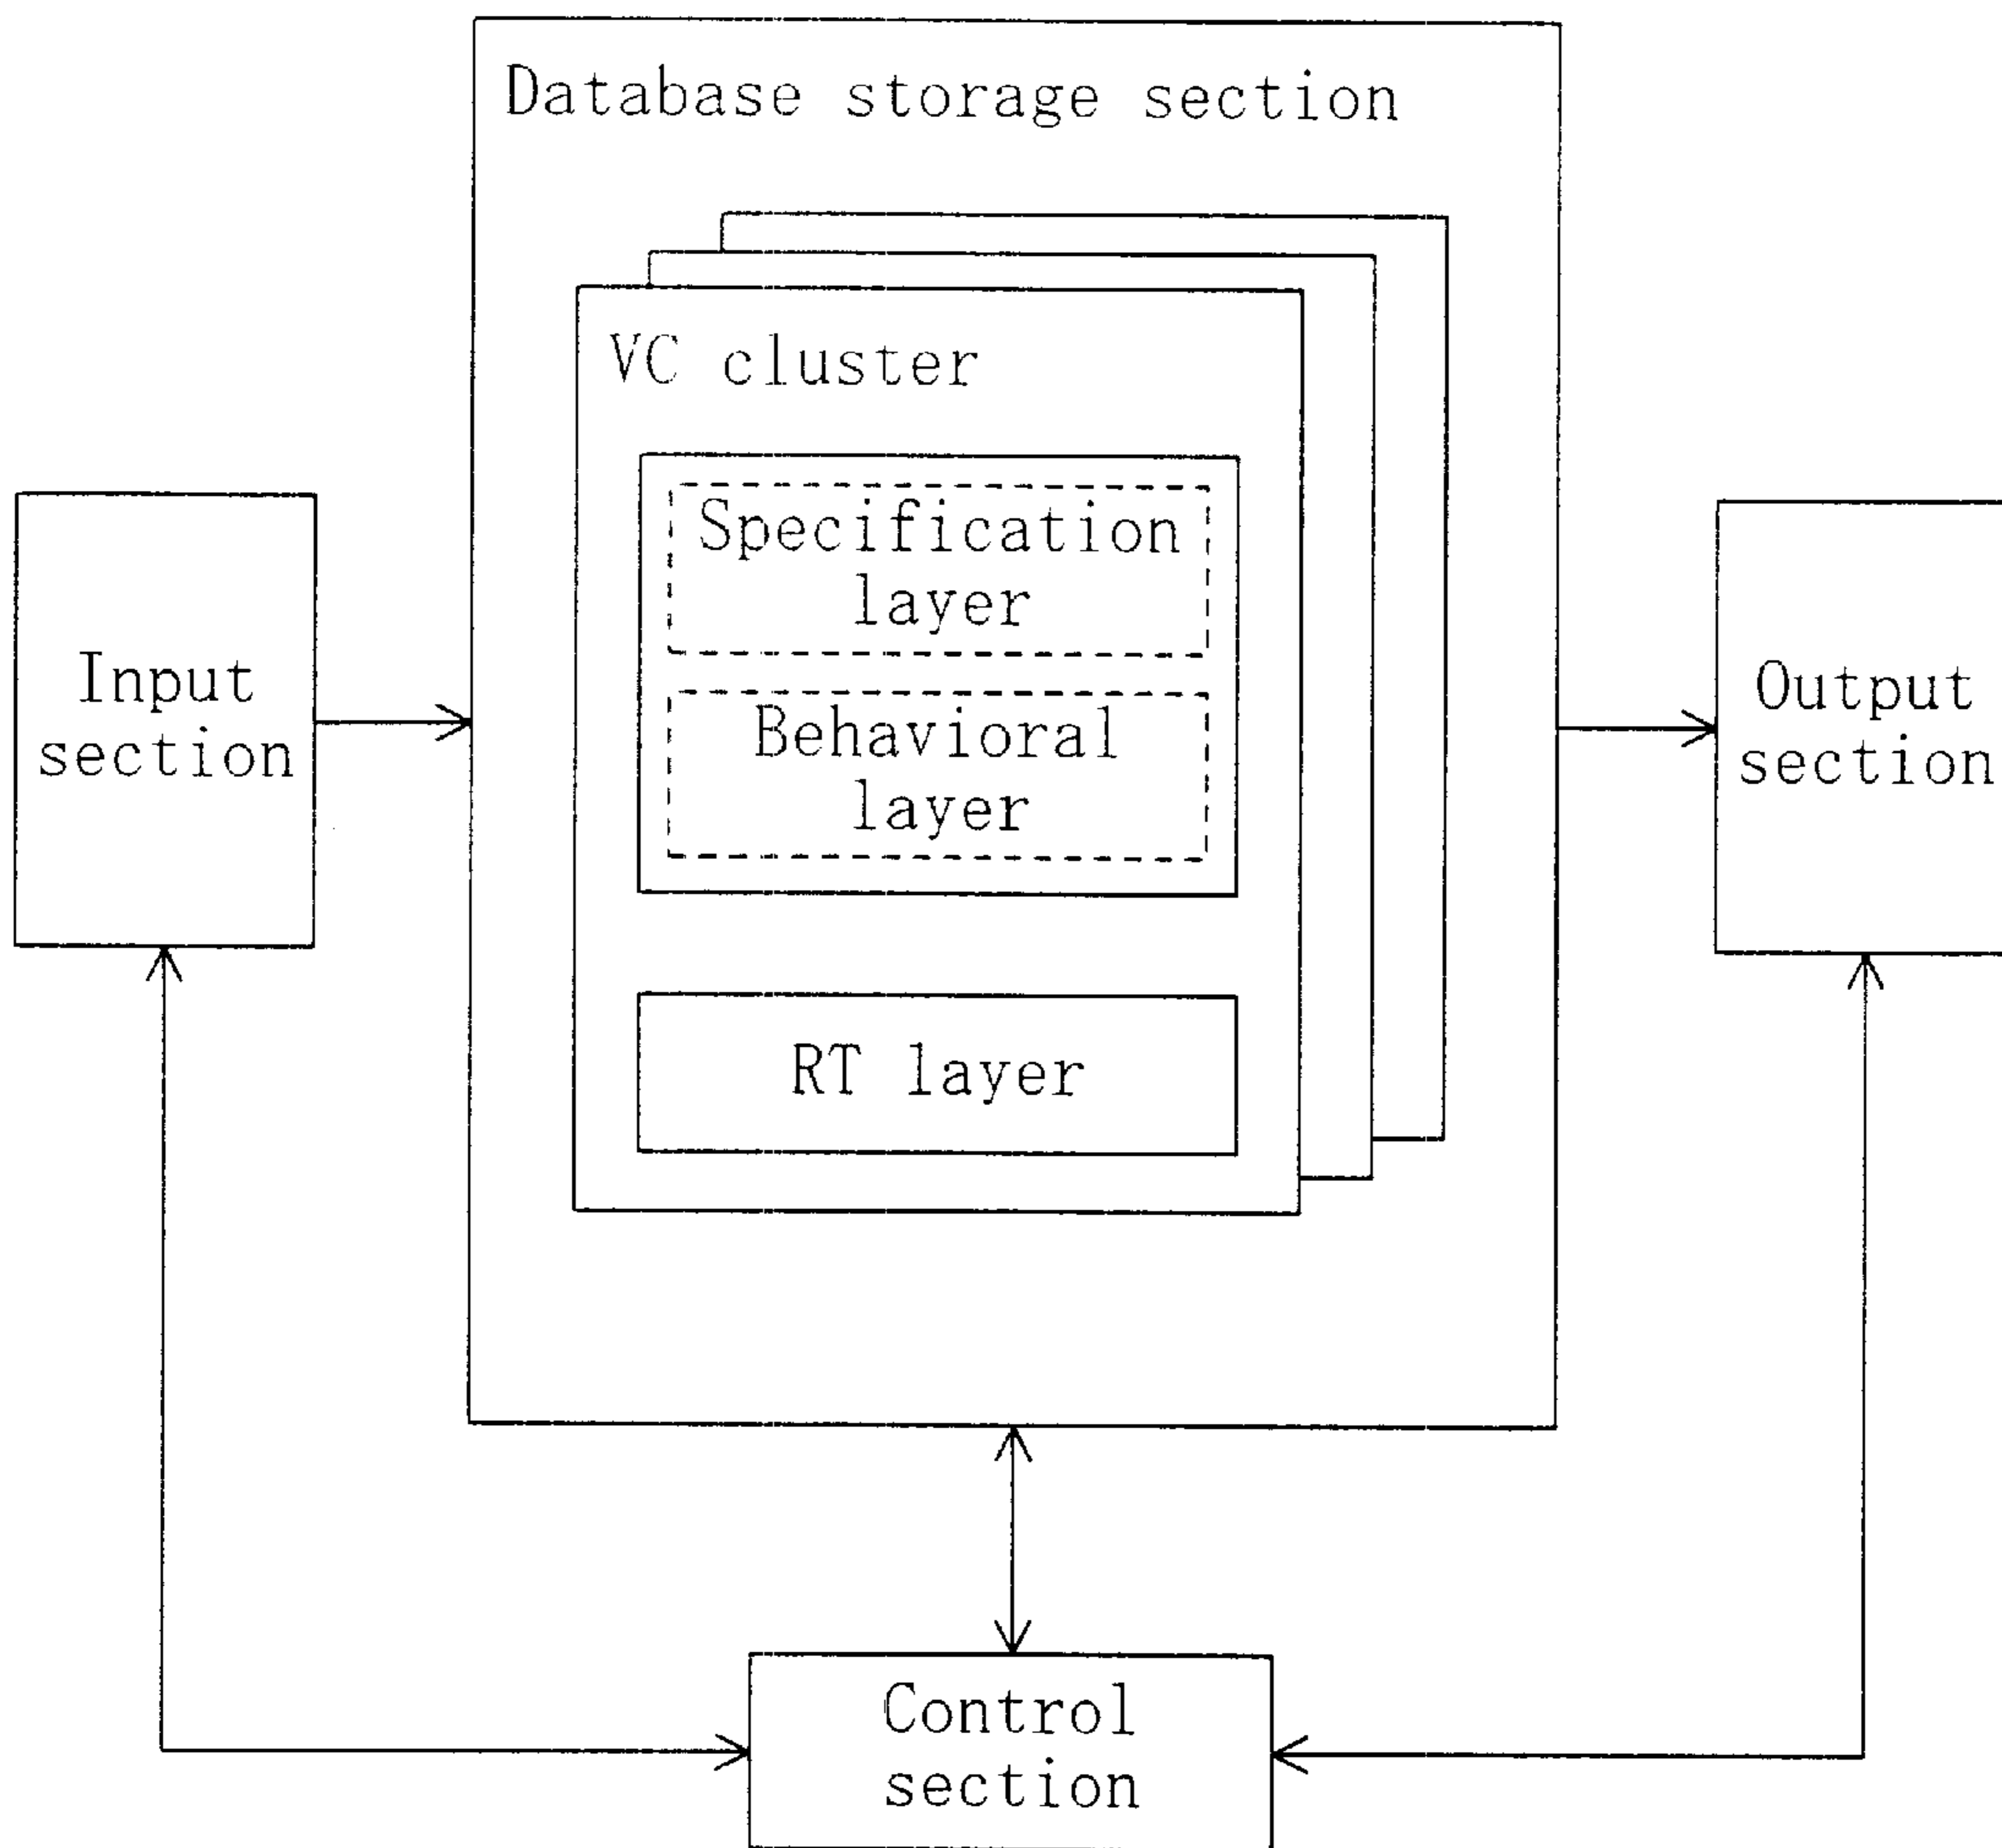 Database storage section
VC cluster
Specification
layer
Behavioral
layer
RT layer
Input
section
Output
section
Control
section